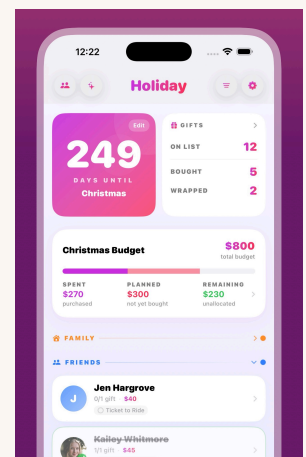 12:22
Holiday
Edit
249
DAYS UNTIL
Christmas
GIFTS
ON LIST 12
BOUGHT 5
WRAPPED 2
Christmas Budget $800
total budget
SPENT PLANNED REMAINING
$270 $300 $230
purchased not yet bought unallocated
FAMILY
FRIENDS
J
Jen Hargrove
0/1 gift · $40
Ticket to Ride
Kailey Whitmore
1/1 gift · $45